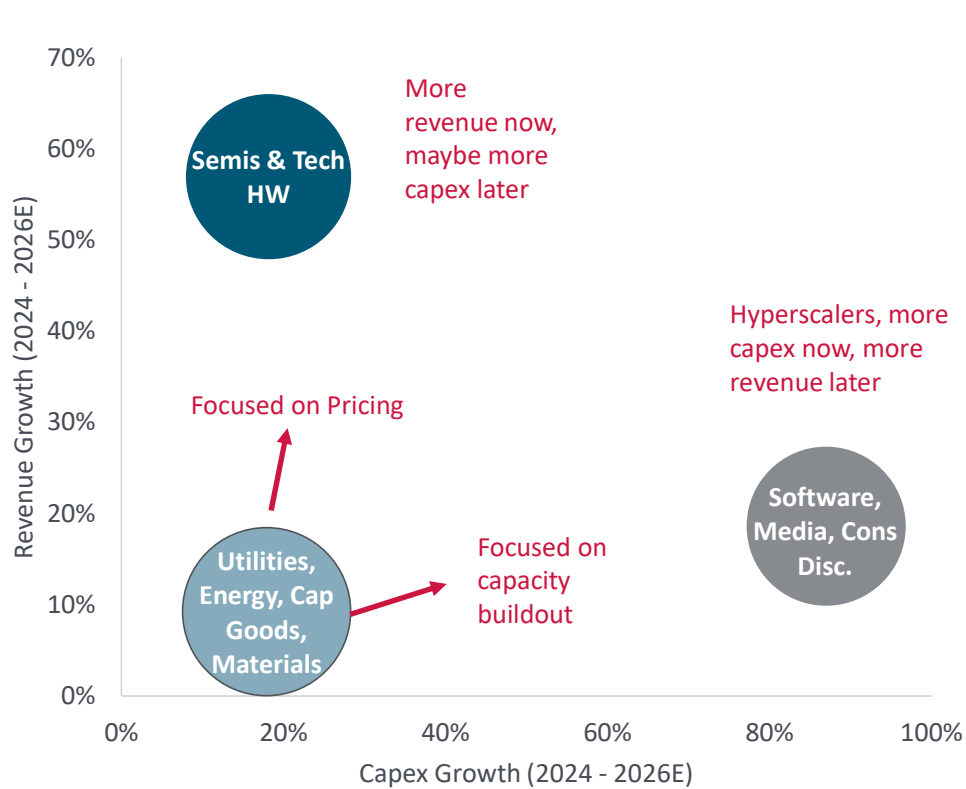 70%
60%
50%
40%
30%
20%
10%
0%
Revenue Growth (2024 - 2026E)
Semis & Tech
HW
More
revenue now,
maybe more
capex later
Hyperscalers, more
capex now, more
revenue later
Focused on Pricing
Software,
Media, Cons
Disc.
Focused on
capacity
buildout
Utilities,
Energy, Cap
Goods,
Materials
0%
20%
40%
60%
80%
100%
Capex Growth (2024 - 2026E)